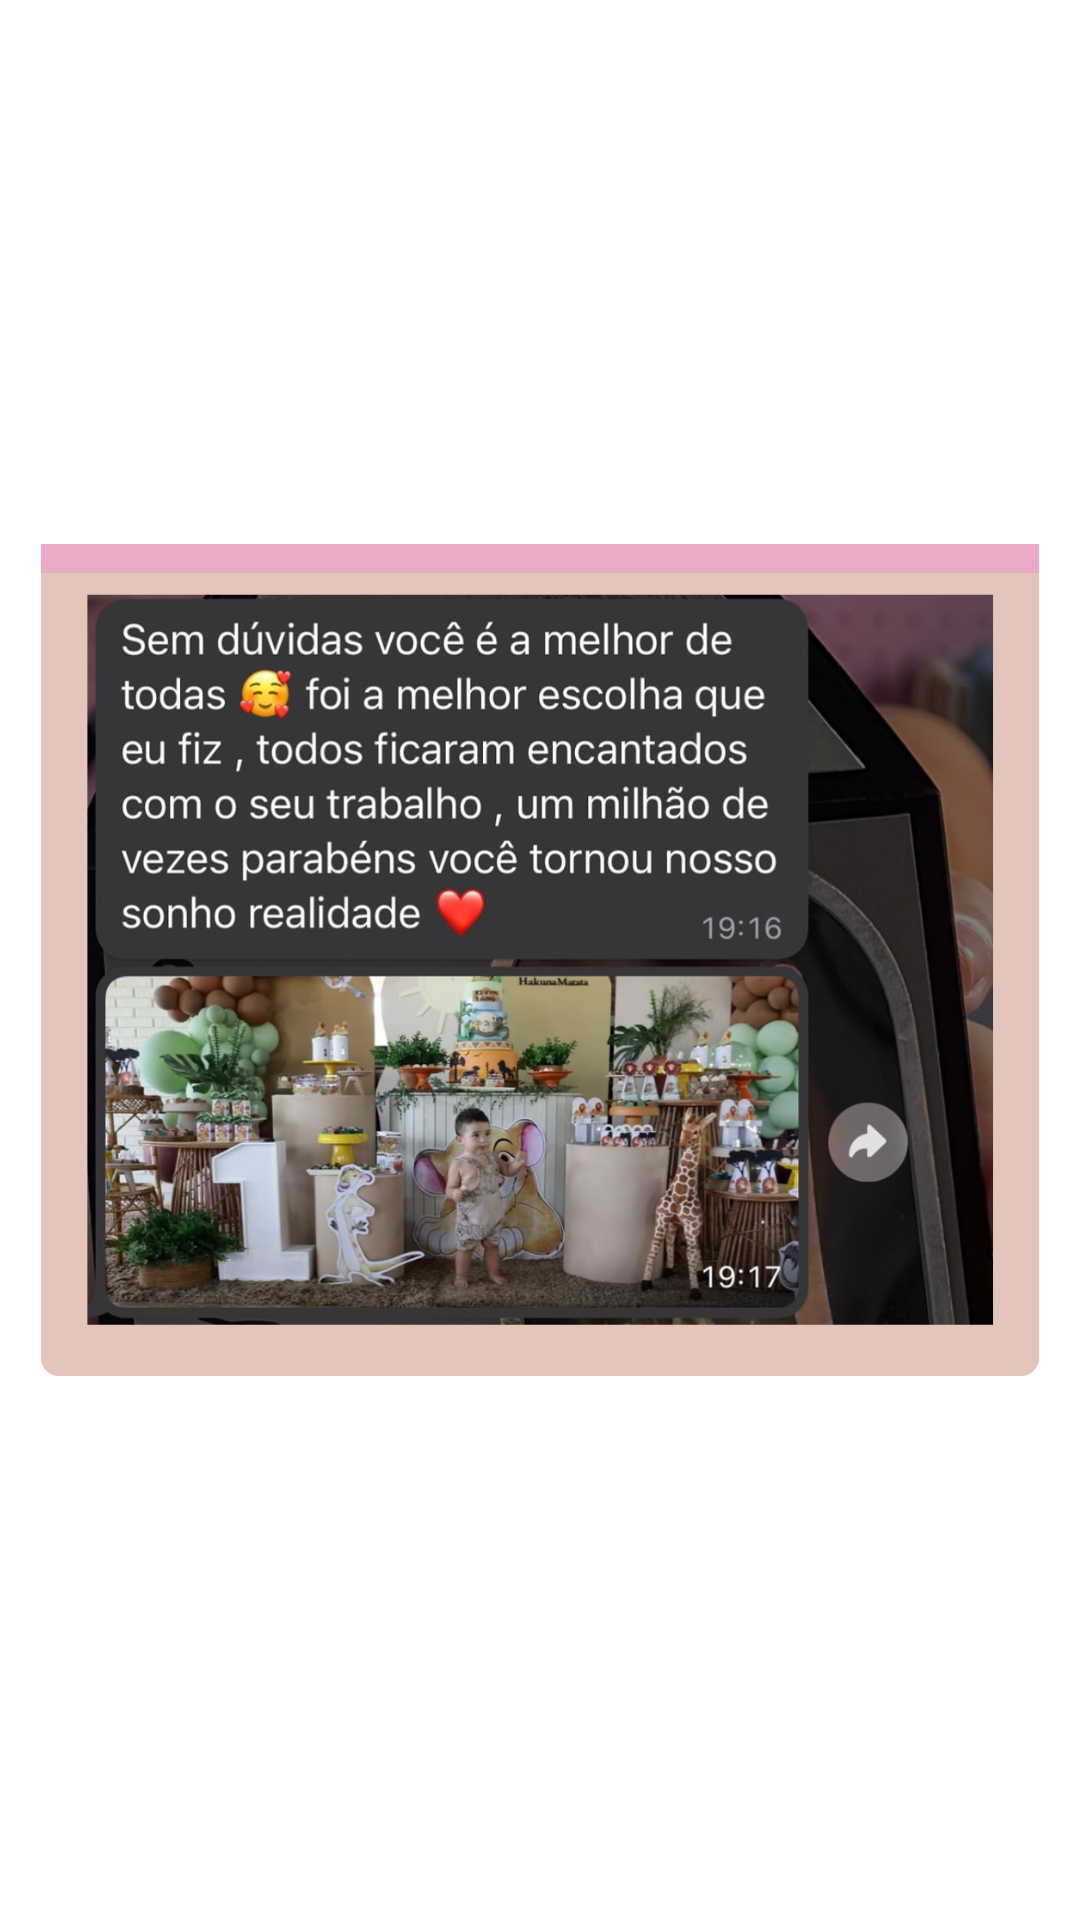 Sem dúvidas você é a melhor de
todas 🥰 foi a melhor escolha que
eu fiz , todos ficaram encantados
com o seu trabalho , um milhão de
vezes parabéns você tornou nosso
sonho realidade ❤️
19:16
Hakuna Matata
1
19:17